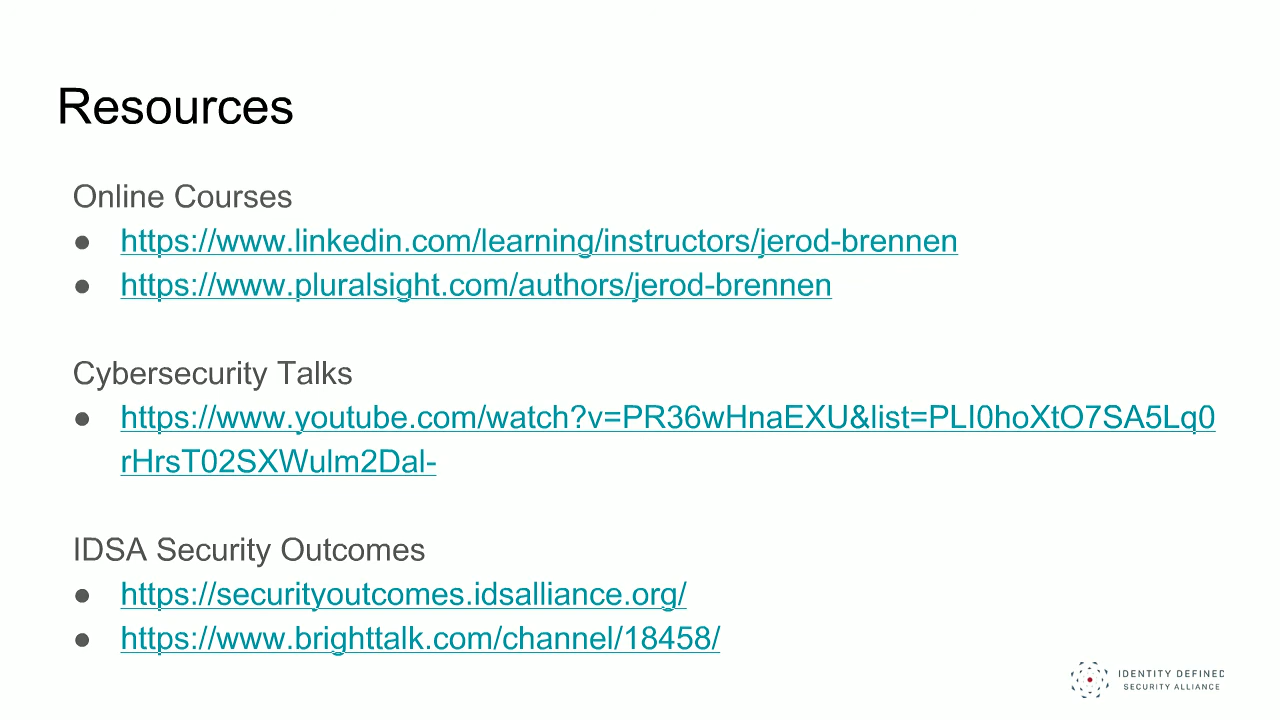 Resources
Online Courses
● https://www.linkedin.com/learning/instructors/jerod-brennen
● https://www.pluralsight.com/authors/jerod-brennen
Cybersecurity Talks
● https://www.youtube.com/watch?v=PR36wHnaEXU&list=PLI0hoXtO7SA5Lq0
rHrsT02SXWulm2Dal-
IDSA Security Outcomes
● https://securityoutcomes.idsalliance.org/
● https://www.brighttalk.com/channel/18458/
IDENTITY DEFINED
SECURITY ALLIANCE